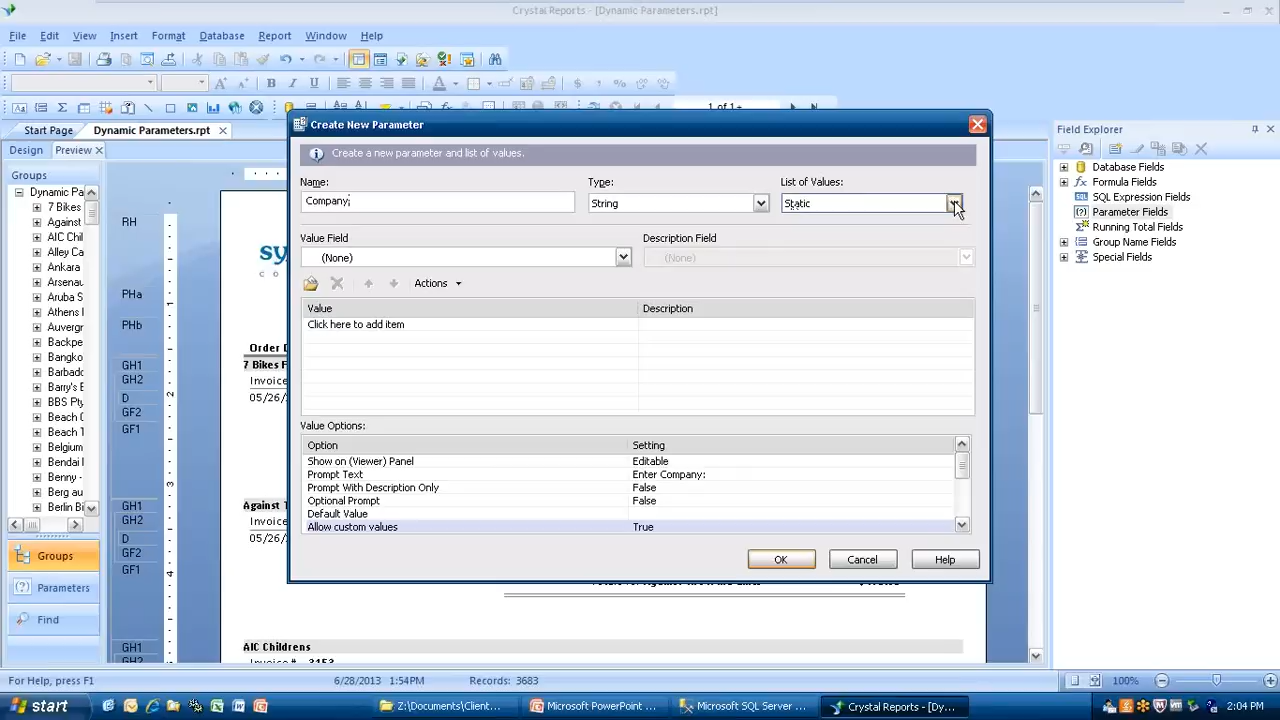 Crystal Reports - [Dynamic Parameters.rpt]
File Edit View Insert Format Database Report Window Help
1 of 1+
Start Page Dynamic Parameters.rpt
Design Preview
Groups
Dynamic Pa
7 Bikes
Against
AIC Chil
Alley Ca
Ankara
Arsenau
Aruba S
Athens
Auverg
Backpe
Bangko
Barbado
Barry's
BBS Pty
Beach
Beach T
Belgium
Bendai
Benny -
Berg au
Berlin Bi
Groups
Parameters
Find
RH
PHa
PHb
GH1
GH2
D
GF2
GF1
GH1
GH2
D
GF2
GF1
GH1
GH2
sy
Order D
7 Bikes F
Invoice
05/26/
Against T
Invoice
05/26/
AIC Childrens
Invoice # 3153
Create New Parameter
Create a new parameter and list of values.
Name: Type: List of Values:
Company String Static
Value Field Description Field
(None) (None)
Actions
Value Description
Click here to add item
Value Options:
Option Setting
Show on (Viewer) Panel Editable
Prompt Text Enter Company:
Prompt With Description Only False
Optional Prompt False
Default Value
Allow custom values True
OK Cancel Help
Field Explorer
Database Fields
Formula Fields
SQL Expression Fields
Parameter Fields
Running Total Fields
Group Name Fields
Special Fields
For Help, press F1 6/28/2013 1:54PM Records: 3683 100%
start Z:\Documents\Client... Microsoft PowerPoint ... Microsoft SQL Server ... Crystal Reports - [Dy... 2:04 PM